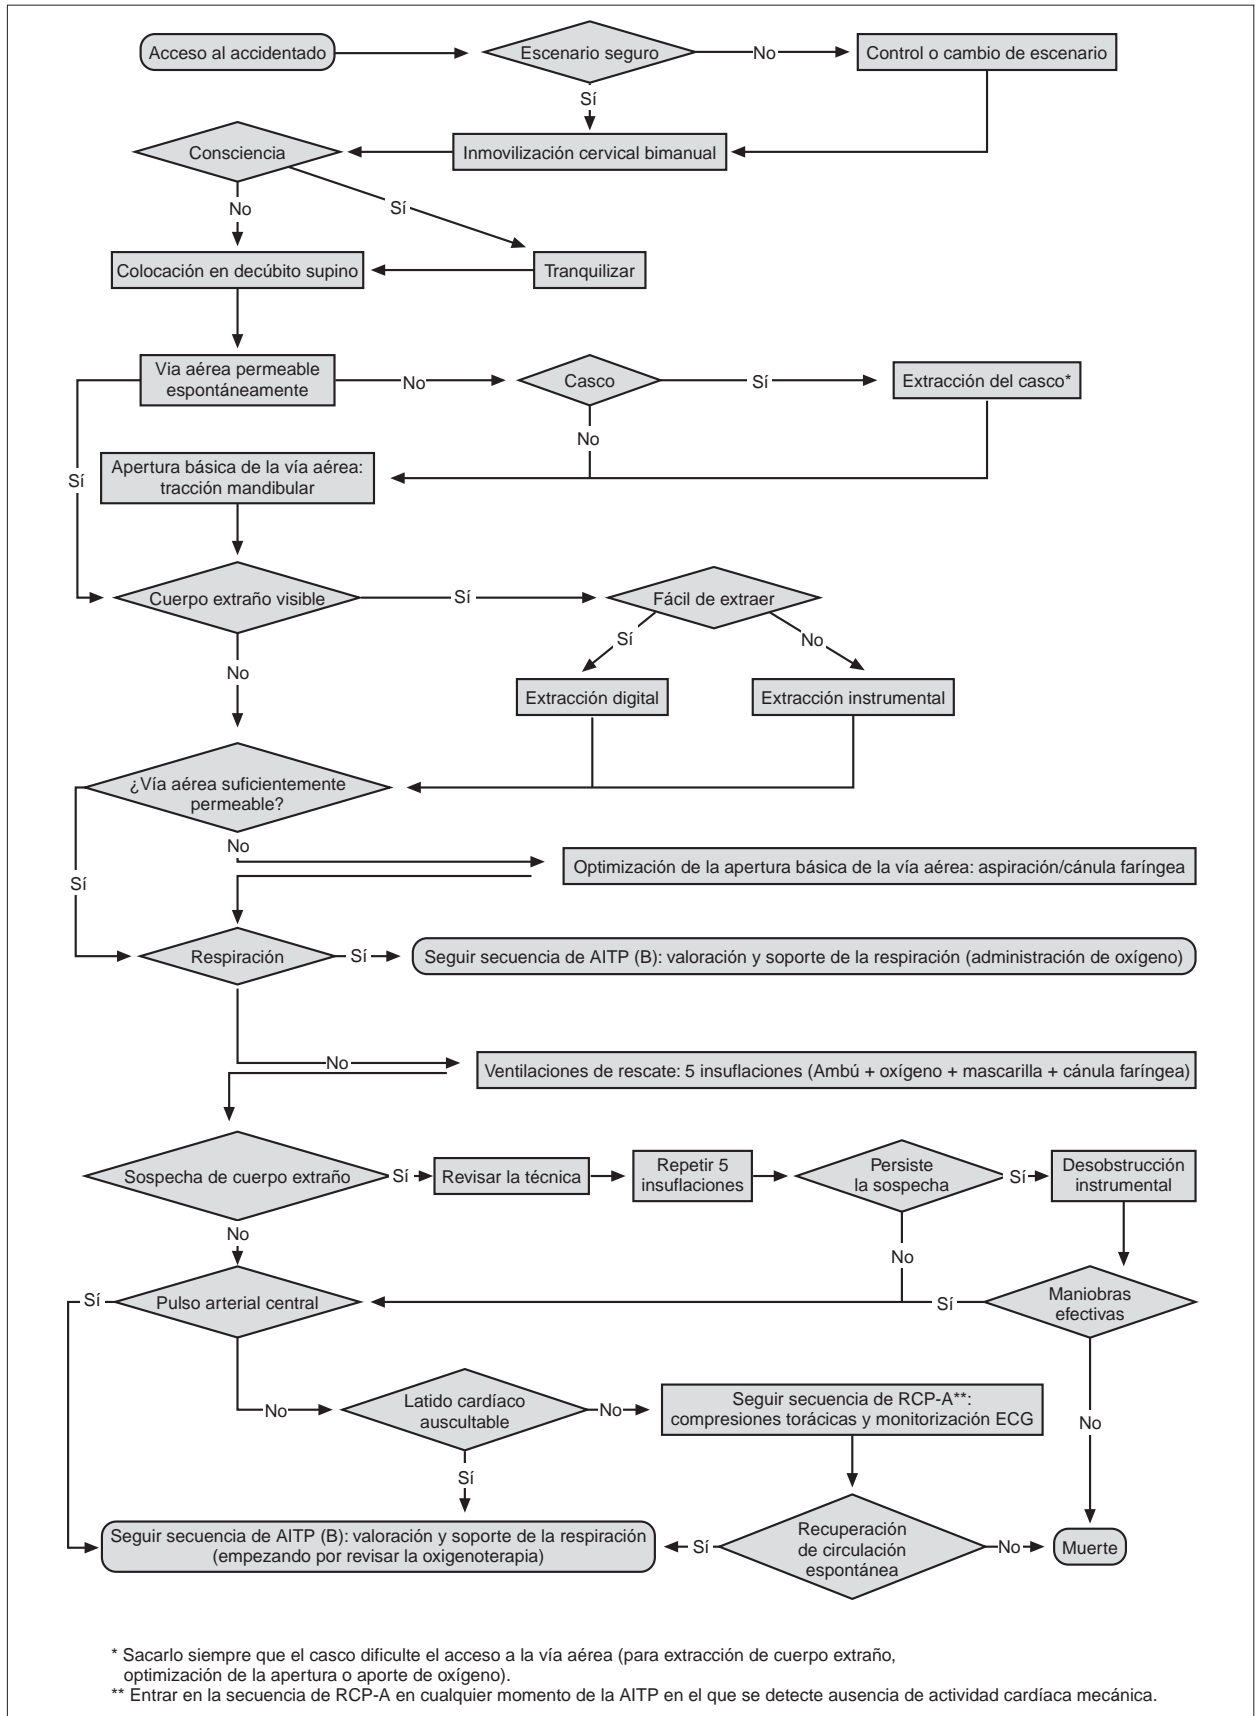 Acceso al accidentado
Escenario seguro
No
Control o cambio de escenario
Sí
Consciencia
Inmovilización cervical bimanual
No
Sí
Colocación en decúbito supino
Tranquilizar
Via aérea permeable
espontáneamente
No
Casco
Sí
Extracción del casco*
No
Sí
Apertura básica de la vía aérea:
tracción mandibular
Cuerpo extraño visible
Sí
Fácil de extraer
Sí
No
No
Extracción digital
Extracción instrumental
¿Vía aérea suficientemente
permeable?
No
Optimización de la apertura básica de la vía aérea: aspiración/cánula faríngea
Sí
Respiración
Sí
Seguir secuencia de AITP (B): valoración y soporte de la respiración (administración de oxígeno)
No
Ventilaciones de rescate: 5 insuflaciones (Ambú + oxígeno + mascarilla + cánula faríngea)
Sospecha de cuerpo extraño
Sí
Revisar la técnica
Repetir 5
insuflaciones
Persiste
la sospecha
Sí
Desobstrucción
instrumental
No
No
Sí
Pulso arterial central
Sí
Maniobras
efectivas
No
Latido cardíaco
auscultable
No
Seguir secuencia de RCP-A**:
compresiones torácicas y monitorización ECG
No
Sí
Seguir secuencia de AITP (B): valoración y soporte de la respiración
(empezando por revisar la oxigenoterapia)
Sí
Recuperación
de circulación
espontánea
No
Muerte
* Sacarlo siempre que el casco dificulte el acceso a la vía aérea (para extracción de cuerpo extraño,
optimización de la apertura o aporte de oxígeno).
** Entrar en la secuencia de RCP-A en cualquier momento de la AITP en el que se detecte ausencia de actividad cardíaca mecánica.